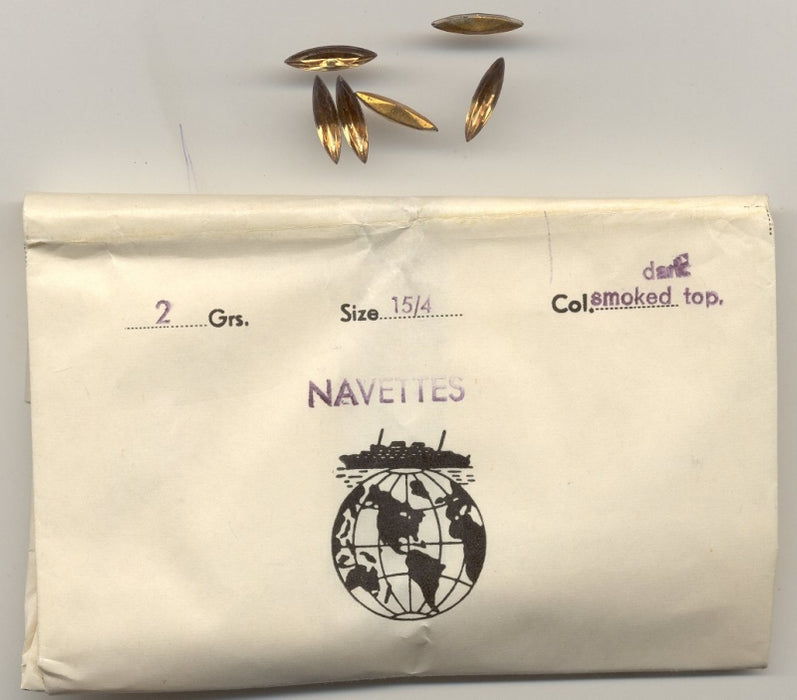 dark
2 Grs. Size 15/4 Col. smoked top.
NAVETTES